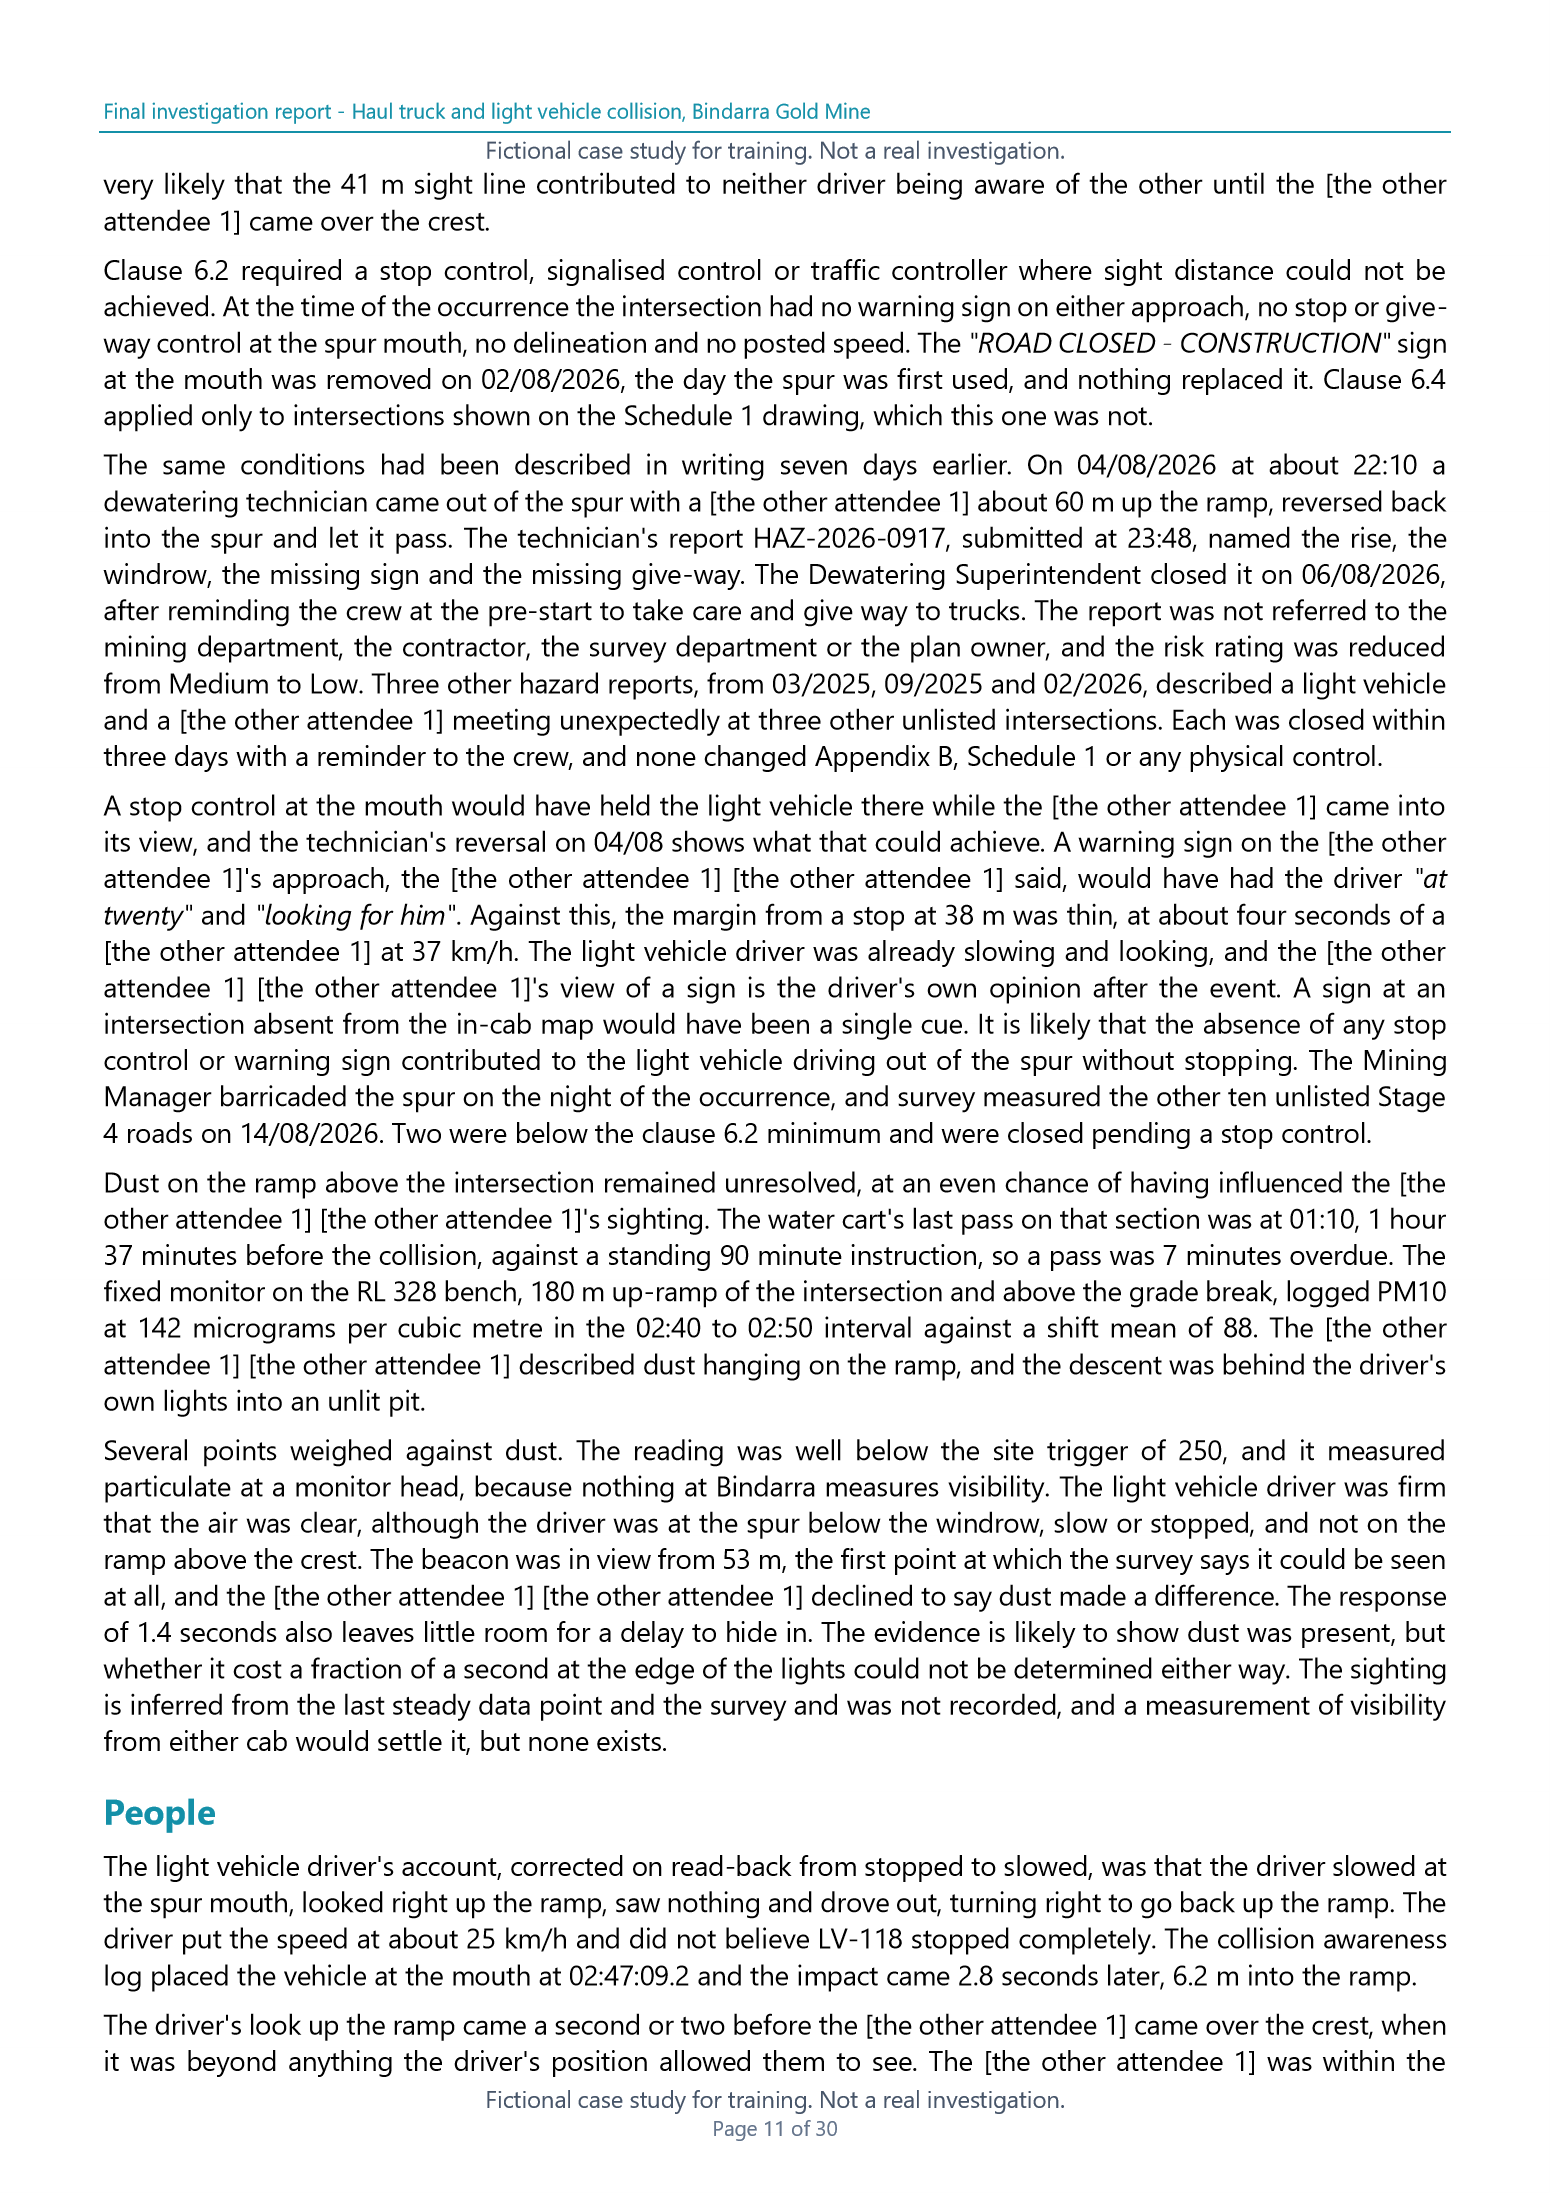 Final investigation report - Haul truck and light vehicle collision, Bindarra Gold Mine
Fictional case study for training. Not a real investigation.
very likely that the 41 m sight line contributed to neither driver being aware of the other until the [the other
attendee 1] came over the crest.
Clause 6.2 required a stop control, signalised control or traffic controller where sight distance could not be
achieved. At the time of the occurrence the intersection had no warning sign on either approach, no stop or give-
way control at the spur mouth, no delineation and no posted speed. The "ROAD CLOSED - CONSTRUCTION" sign
at the mouth was removed on 02/08/2026, the day the spur was first used, and nothing replaced it. Clause 6.4
applied only to intersections shown on the Schedule 1 drawing, which this one was not.
The same conditions had been described in writing seven days earlier. On 04/08/2026 at about 22:10 a
dewatering technician came out of the spur with a [the other attendee 1] about 60 m up the ramp, reversed back
into the spur and let it pass. The technician's report HAZ-2026-0917, submitted at 23:48, named the rise, the
windrow, the missing sign and the missing give-way. The Dewatering Superintendent closed it on 06/08/2026,
after reminding the crew at the pre-start to take care and give way to trucks. The report was not referred to the
mining department, the contractor, the survey department or the plan owner, and the risk rating was reduced
from Medium to Low. Three other hazard reports, from 03/2025, 09/2025 and 02/2026, described a light vehicle
and a [the other attendee 1] meeting unexpectedly at three other unlisted intersections. Each was closed within
three days with a reminder to the crew, and none changed Appendix B, Schedule 1 or any physical control.
A stop control at the mouth would have held the light vehicle there while the [the other attendee 1] came into
its view, and the technician's reversal on 04/08 shows what that could achieve. A warning sign on the [the other
attendee 1]'s approach, the [the other attendee 1] [the other attendee 1] said, would have had the driver "at
twenty" and "looking for him". Against this, the margin from a stop at 38 m was thin, at about four seconds of a
[the other attendee 1] at 37 km/h. The light vehicle driver was already slowing and looking, and the [the other
attendee 1] [the other attendee 1]'s view of a sign is the driver's own opinion after the event. A sign at an
intersection absent from the in-cab map would have been a single cue. It is likely that the absence of any stop
control or warning sign contributed to the light vehicle driving out of the spur without stopping. The Mining
Manager barricaded the spur on the night of the occurrence, and survey measured the other ten unlisted Stage
4 roads on 14/08/2026. Two were below the clause 6.2 minimum and were closed pending a stop control.
Dust on the ramp above the intersection remained unresolved, at an even chance of having influenced the [the
other attendee 1] [the other attendee 1]'s sighting. The water cart's last pass on that section was at 01:10, 1 hour
37 minutes before the collision, against a standing 90 minute instruction, so a pass was 7 minutes overdue. The
fixed monitor on the RL 328 bench, 180 m up-ramp of the intersection and above the grade break, logged PM10
at 142 micrograms per cubic metre in the 02:40 to 02:50 interval against a shift mean of 88. The [the other
attendee 1] [the other attendee 1] described dust hanging on the ramp, and the descent was behind the driver's
own lights into an unlit pit.
Several points weighed against dust. The reading was well below the site trigger of 250, and it measured
particulate at a monitor head, because nothing at Bindarra measures visibility. The light vehicle driver was firm
that the air was clear, although the driver was at the spur below the windrow, slow or stopped, and not on the
ramp above the crest. The beacon was in view from 53 m, the first point at which the survey says it could be seen
at all, and the [the other attendee 1] [the other attendee 1] declined to say dust made a difference. The response
of 1.4 seconds also leaves little room for a delay to hide in. The evidence is likely to show dust was present, but
whether it cost a fraction of a second at the edge of the lights could not be determined either way. The sighting
is inferred from the last steady data point and the survey and was not recorded, and a measurement of visibility
from either cab would settle it, but none exists.
People
The light vehicle driver's account, corrected on read-back from stopped to slowed, was that the driver slowed at
the spur mouth, looked right up the ramp, saw nothing and drove out, turning right to go back up the ramp. The
driver put the speed at about 25 km/h and did not believe LV-118 stopped completely. The collision awareness
log placed the vehicle at the mouth at 02:47:09.2 and the impact came 2.8 seconds later, 6.2 m into the ramp.
The driver's look up the ramp came a second or two before the [the other attendee 1] came over the crest, when
it was beyond anything the driver's position allowed them to see. The [the other attendee 1] was within the
Fictional case study for training. Not a real investigation.
Page 11 of 30